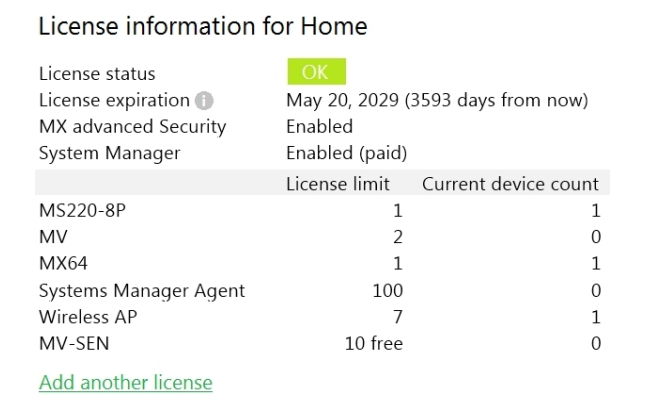 License information for Home
License status OK
License expiration i May 20, 2029 (3593 days from now)
MX advanced Security Enabled
System Manager Enabled (paid)
License limit Current device count
MS220-8P 1 1
MV 2 0
MX64 1 1
Systems Manager Agent 100 0
Wireless AP 7 1
MV-SEN 10 free 0
Add another license